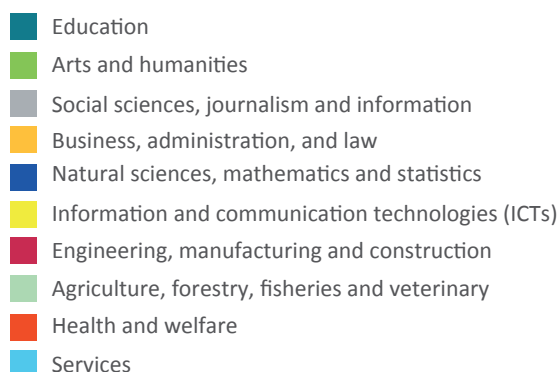 Education
Arts and humanities
Social sciences, journalism and information
Business, administration, and law
Natural sciences, mathematics and statistics
Information and communication technologies (ICTs)
Engineering, manufacturing and construction
Agriculture, forestry, fisheries and veterinary
Health and welfare
Services